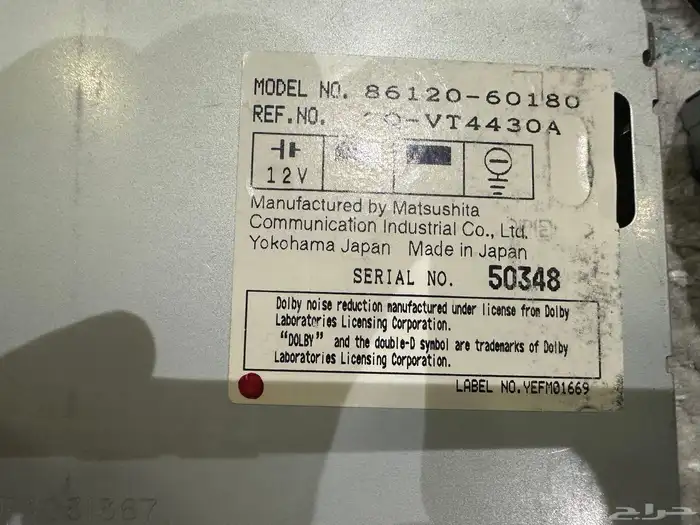 MODEL NO. 86120-60180
REF.NO. Q-VT4430A
12V
Manufactured by Matsushita
Communication Industrial Co., Ltd.
Yokohama Japan Made in Japan
SERIAL NO. 50348
Dolby noise reduction manufactured under license from Dolby
Laboratories Licensing Corporation.
"DOLBY" and the double-D symbol are trademarks of Dolby
Laboratories Licensing Corporation.
LABEL NO.YEFM01669
حراج